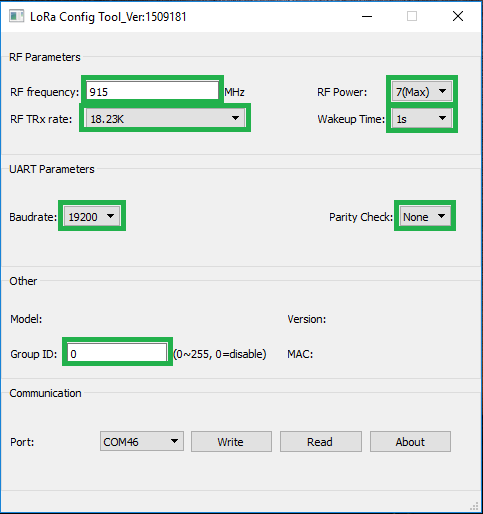 LoRa Config Tool_Ver:1509181
RF Parameters
RF frequency: 915 MHz RF Power: 7(Max)
RF TRx rate: 18.23K Wakeup Time: 1s
UART Parameters
Baudrate: 19200 Parity Check: None
Other
Model: Version:
Group ID: 0 (0~255, 0=disable) MAC:
Communication
Port: COM46 Write Read About